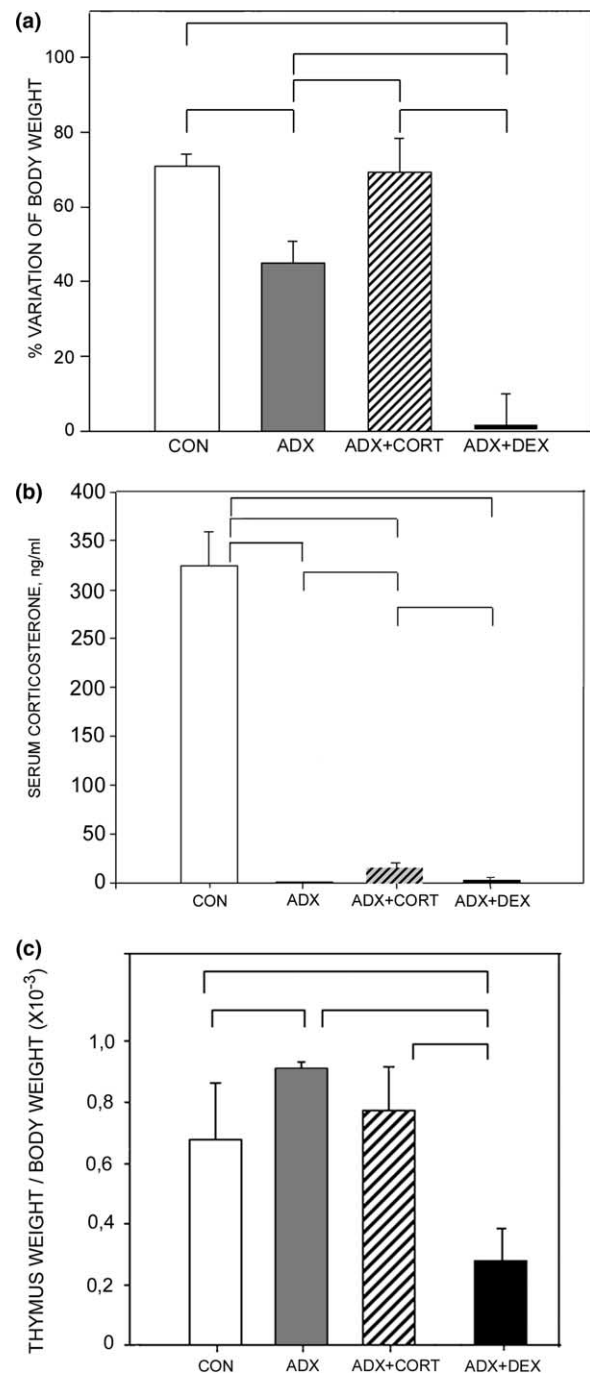 (a)
% VARIATION OF BODY WEIGHT
100
80
60
40
20
0
CON ADX ADX+CORT ADX+DEX
(b)
SERUM CORTICOSTERONE, ng/ml
400
350
300
250
200
150
100
50
0
CON ADX ADX+CORT ADX+DEX
(c)
THYMUS WEIGHT / BODY WEIGHT (X10-3)
1,0
0,8
0,6
0,4
0,2
0
CON ADX ADX+CORT ADX+DEX